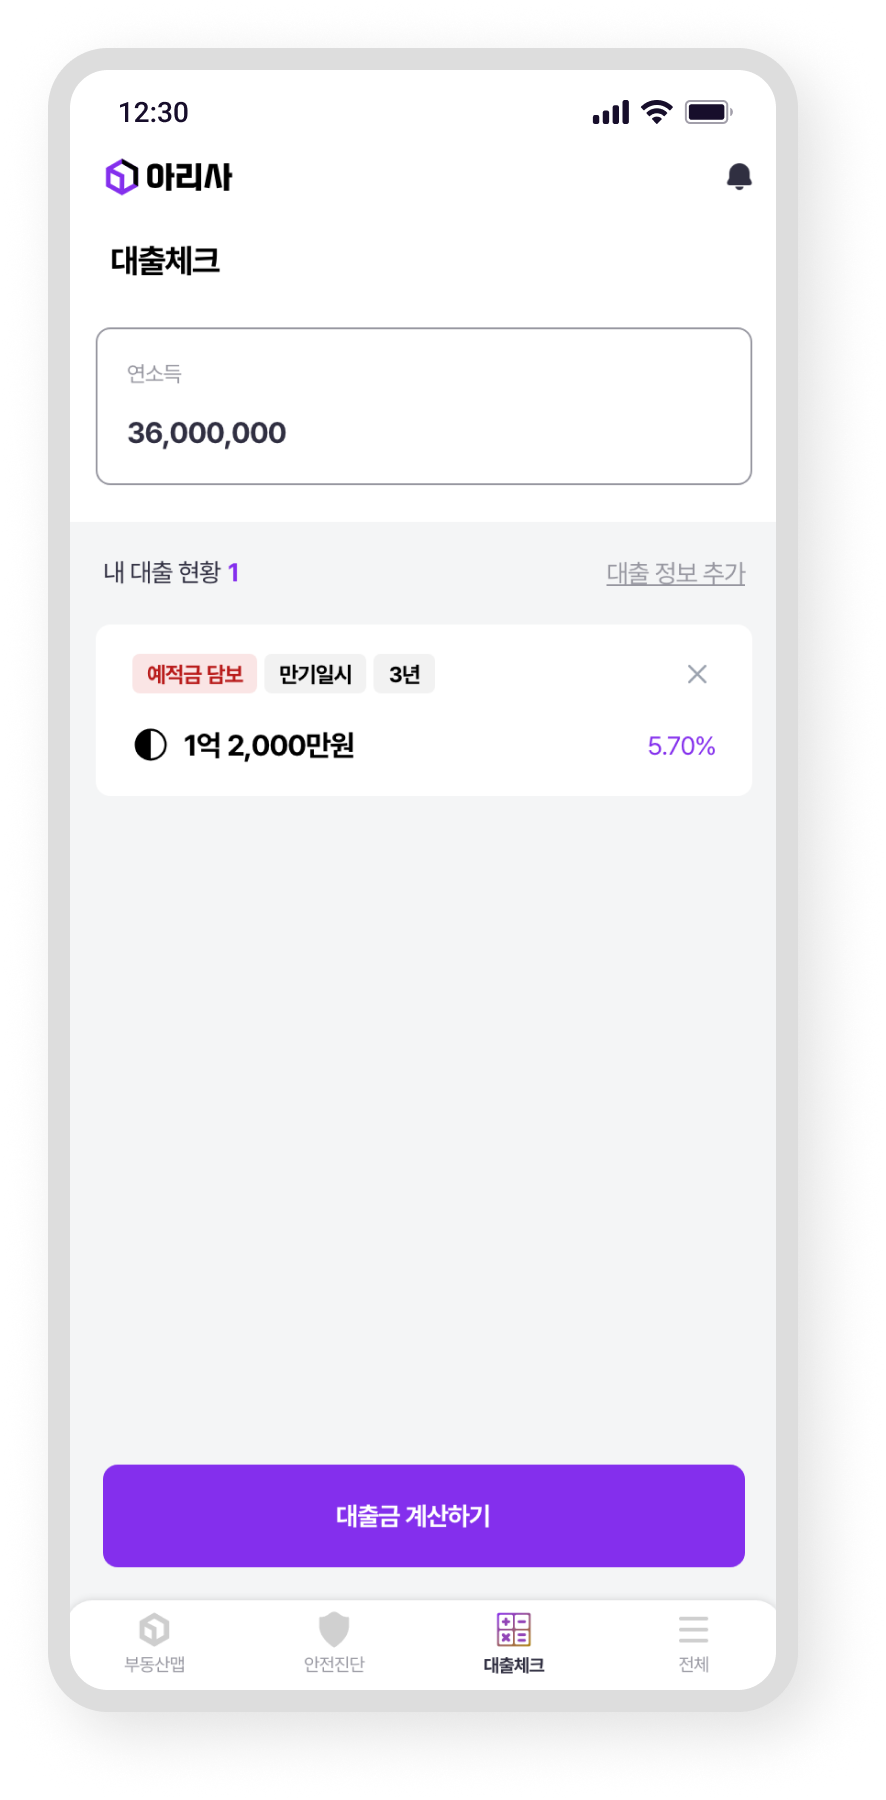 12:30
아리사
대출체크
연소득
36,000,000
내 대출 현황 1
대출 정보 추가
예적금 담보 만기일시 3년
1억 2,000만원
5.70%
대출금 계산하기
부동산맵 안전진단 대출체크 전체